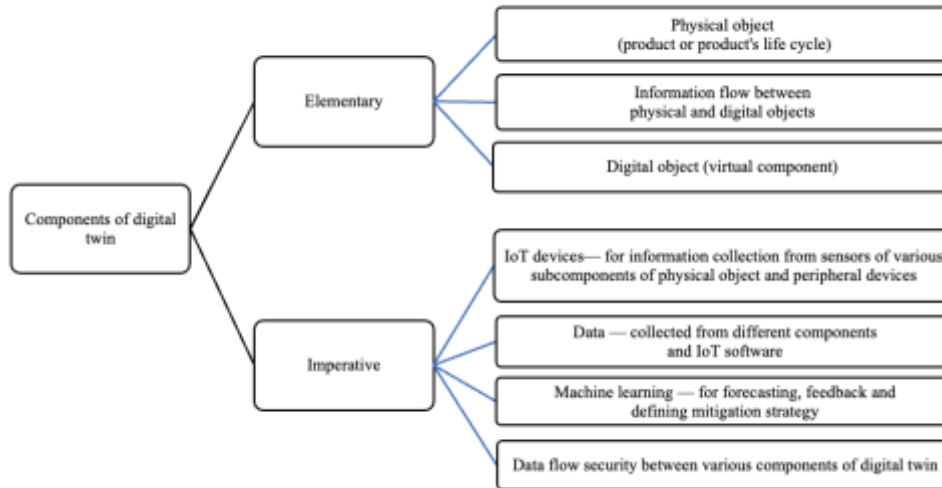 Components of digital
twin
Elementary
Physical object
(product or product's life cycle)
Information flow between
physical and digital objects
Digital object (virtual component)
Imperative
IoT devices— for information collection from sensors of various
subcomponents of physical object and peripheral devices
Data — collected from different components
and IoT software
Machine learning — for forecasting, feedback and
defining mitigation strategy
Data flow security between various components of digital twin